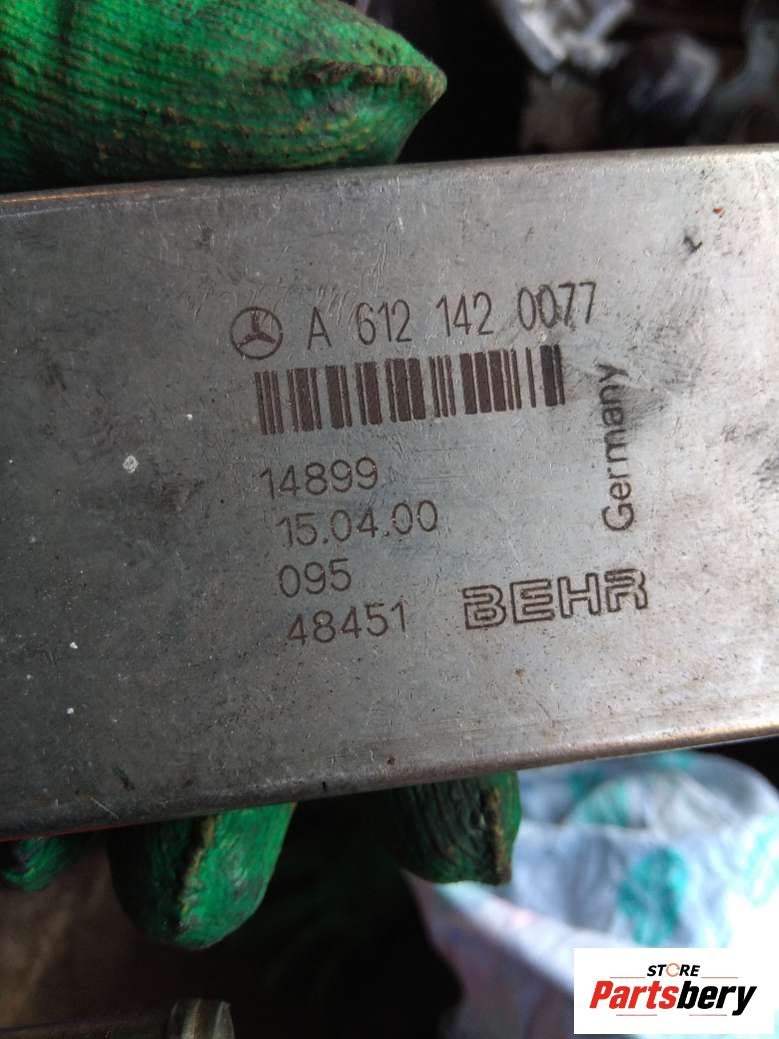 A 612 142 0077
Germany
14899
15.04.00
095
48451 BEHR
STORE
Partsbery